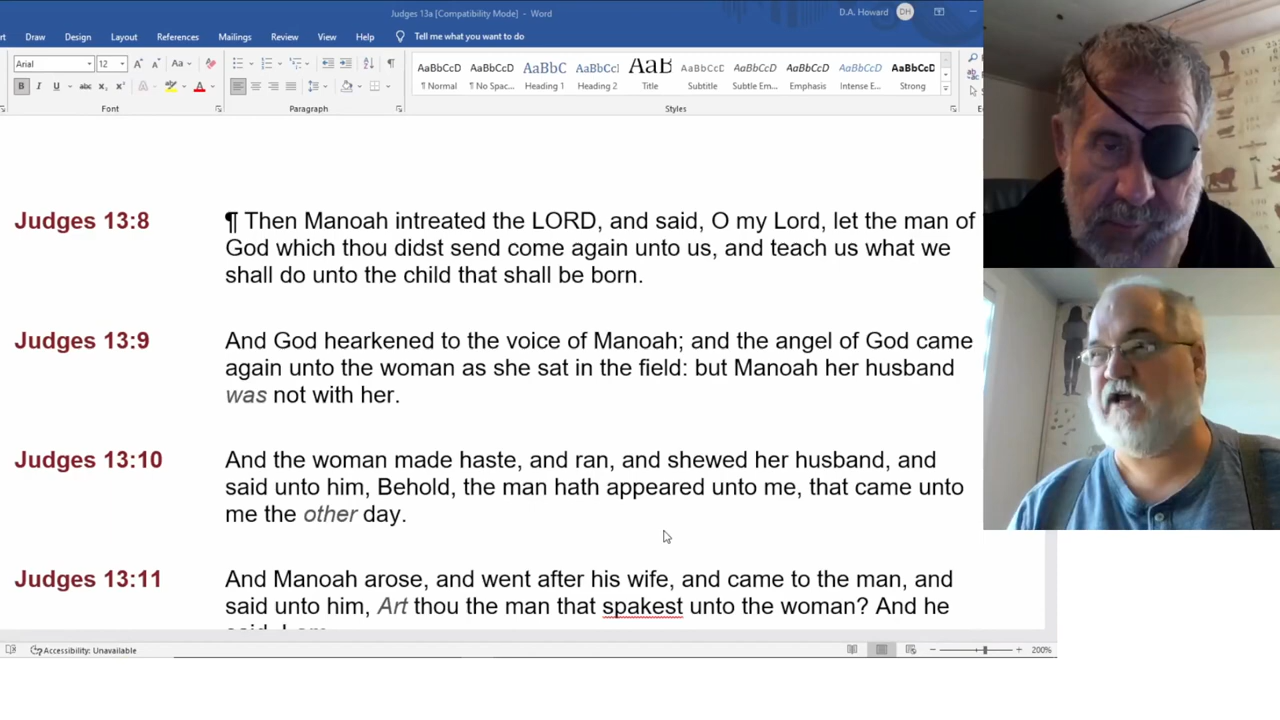 Judges 13a [Compatibility Mode] - Word
D.A. Howard DH
rt Draw Design Layout References Mailings Review View Help Tell me what you want to do
Arial 12 A A Aa
AaBbCcD AaBbCcD AaBbC AaBbCc AaB AaBbCcD AaBbCcD AaBbCcD AaBbCcD AaBbCcD
B I U abc X₂ X² A A
¶ Normal ¶ No Spac... Heading 1 Heading 2 Title Subtitle Subtle Em... Emphasis Intense E... Strong
Font Paragraph Styles
Judges 13:8 ¶ Then Manoah intreated the LORD, and said, O my Lord, let the man of
God which thou didst send come again unto us, and teach us what we
shall do unto the child that shall be born.
Judges 13:9 And God hearkened to the voice of Manoah; and the angel of God came
again unto the woman as she sat in the field: but Manoah her husband
was not with her.
Judges 13:10 And the woman made haste, and ran, and shewed her husband, and
said unto him, Behold, the man hath appeared unto me, that came unto
me the other day.
Judges 13:11 And Manoah arose, and went after his wife, and came to the man, and
said unto him, Art thou the man that spakest unto the woman? And he
Accessibility: Unavailable 200%